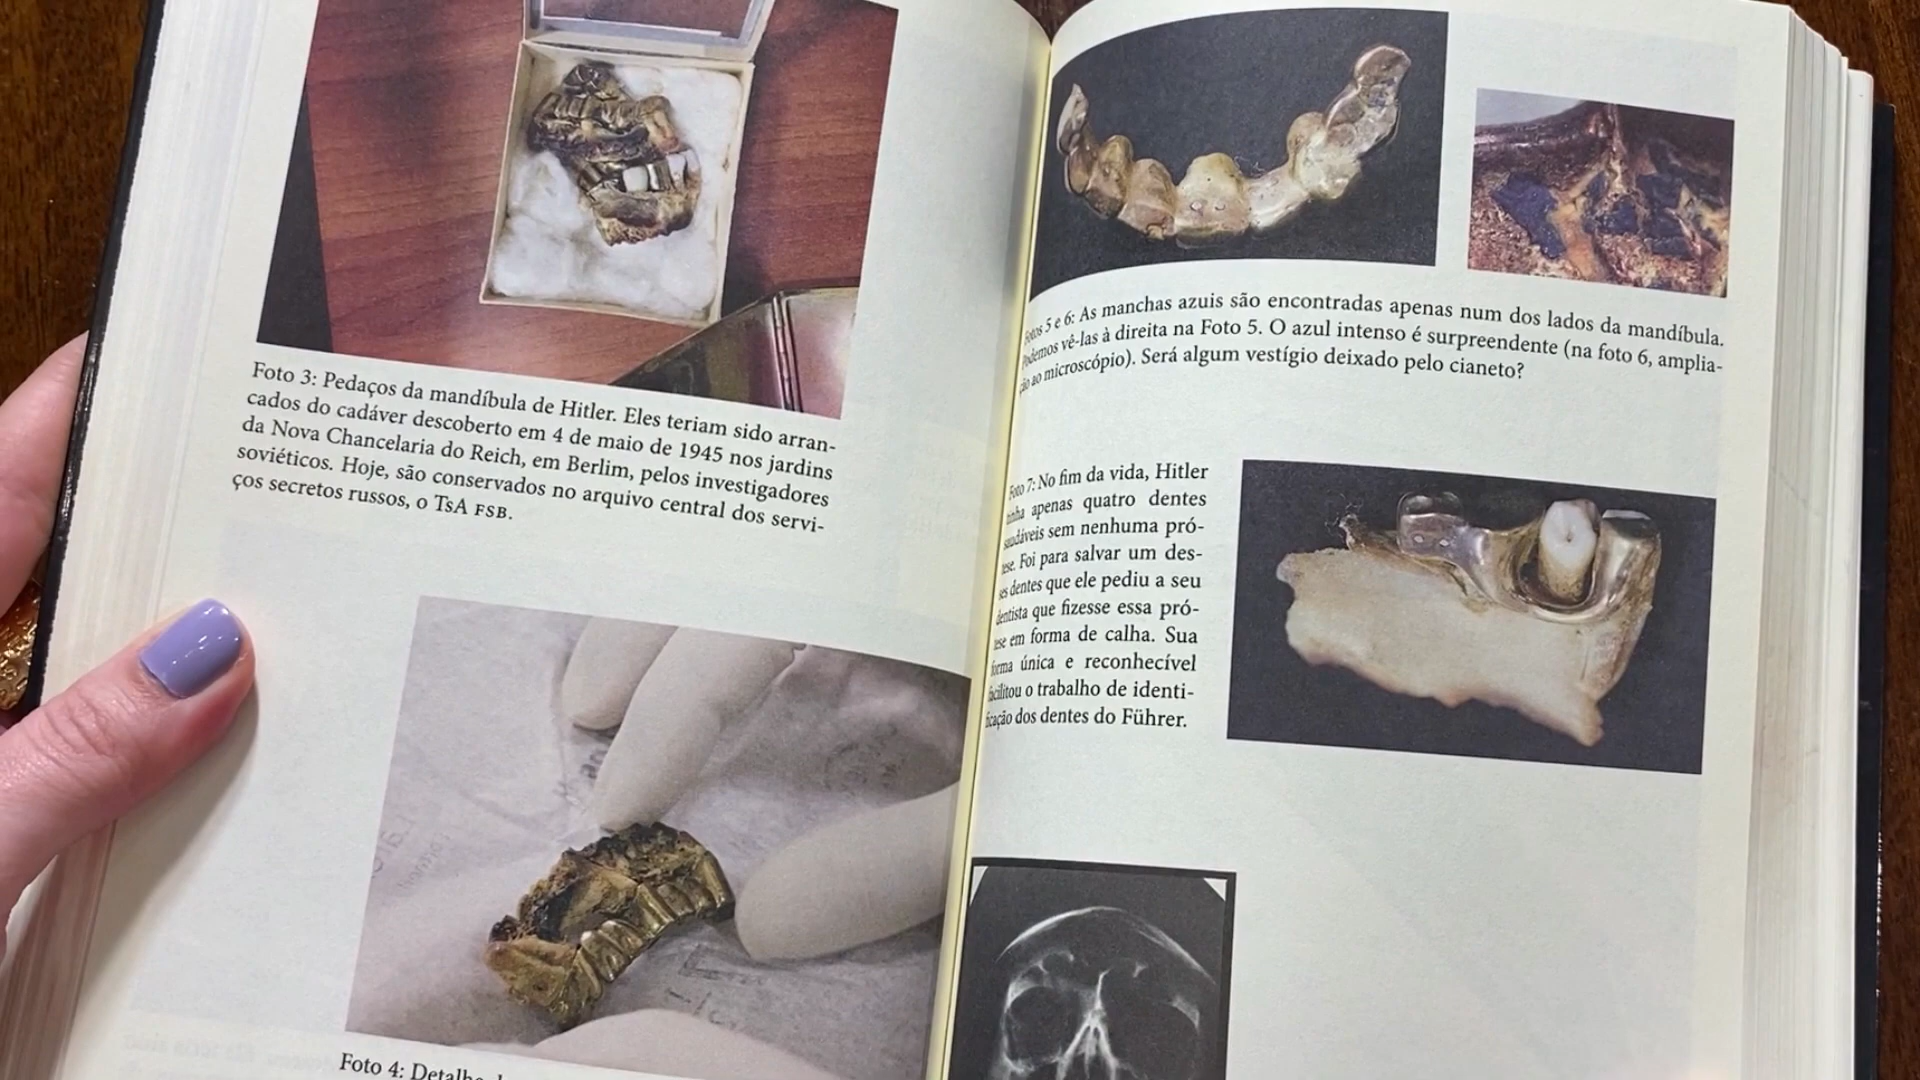 Foto 3: Pedaços da mandíbula de Hitler. Eles teriam sido arran-
cados do cadáver descoberto em 4 de maio de 1945 nos jardins
da Nova Chancelaria do Reich, em Berlim, pelos investigadores
soviéticos. Hoje, são conservados no arquivo central dos servi-
ços secretos russos, o TsA FSB.
Foto 4: Detalhe
Fotos 5 e 6: As manchas azuis são encontradas apenas num dos lados da mandíbula.
Podemos vê-las à direita na Foto 5. O azul intenso é surpreendente (na foto 6, amplia-
ção ao microscópio). Será algum vestígio deixado pelo cianeto?
Foto 7: No fim da vida, Hitler
tinha apenas quatro dentes
saudáveis sem nenhuma pró-
tese. Foi para salvar um des-
ses dentes que ele pediu a seu
dentista que fizesse essa pró-
tese em forma de calha. Sua
forma única e reconhecível
facilitou o trabalho de identi-
ficação dos dentes do Führer.